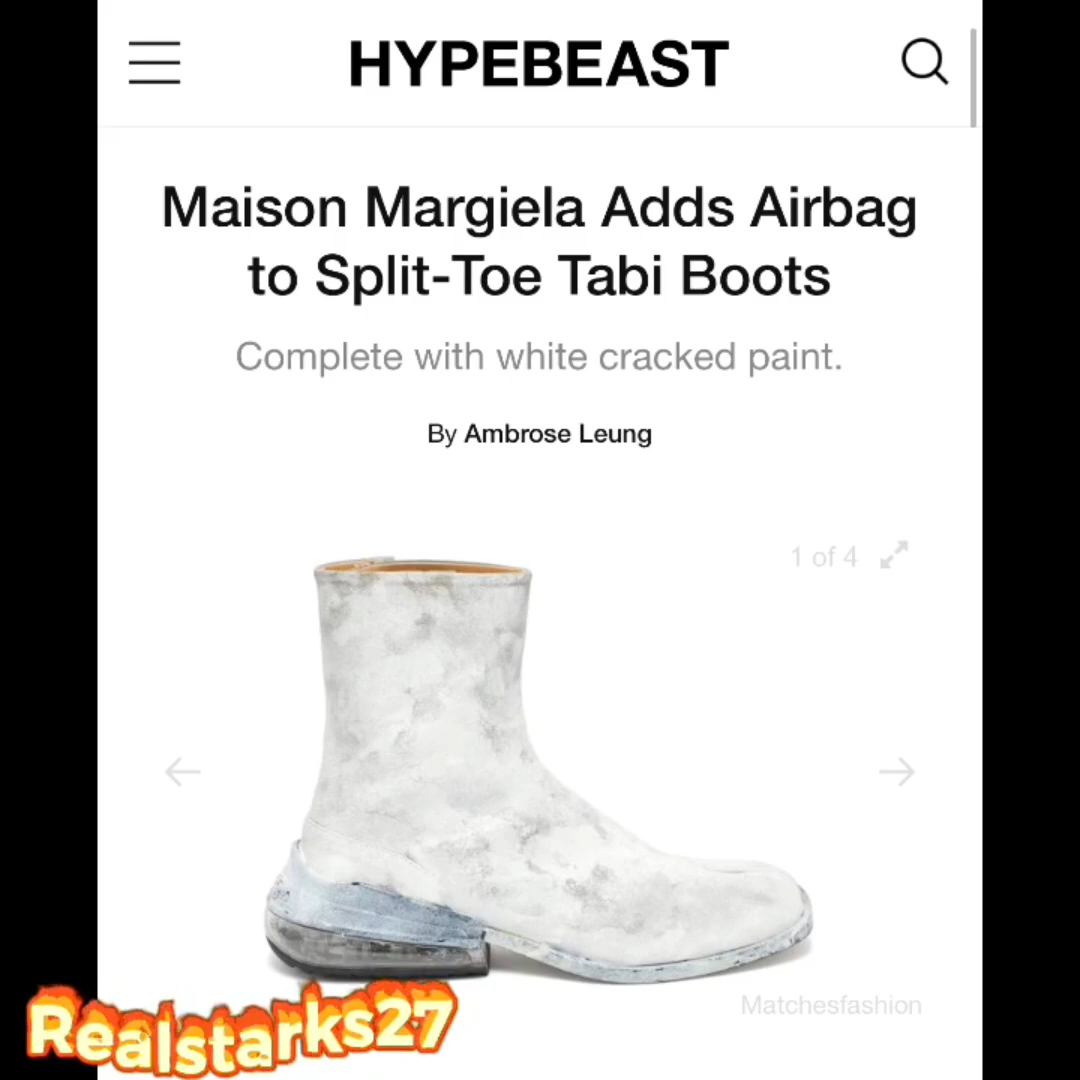 HYPEBEAST
Maison Margiela Adds Airbag
to Split-Toe Tabi Boots
Complete with white cracked paint.
By Ambrose Leung
1 of 4
Matchesfashion
Realstarks27